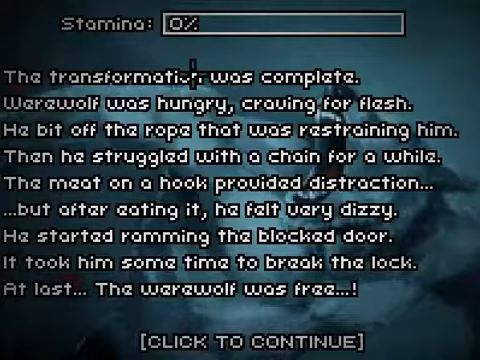 Stamina: 0%
The transformation was complete.
Werewolf was hungry, craving for flesh.
He bit off the rope that was restraining him.
Then he struggled with a chain for a while.
The meat on a hook provided distraction...
...but after eating it, he felt very dizzy.
He started ramming the blocked door.
It took him some time to break the lock.
At last... The werewolf was free...!
[CLICK TO CONTINUE]